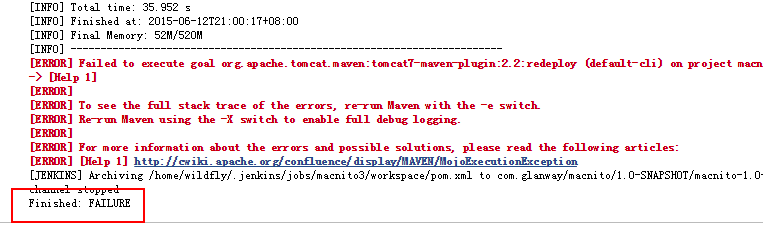 [INFO] Total time: 35.952 s
[INFO] Finished at: 2015-06-12T21:00:17+08:00
[INFO] Final Memory: 52M/520M
[INFO] ------------------------------------------------------------------------
[ERROR] Failed to execute goal org.apache.tomcat.maven:tomcat7-maven-plugin:2.2:redeploy (default-cli) on project macn
-> [Help 1]
[ERROR]
[ERROR] To see the full stack trace of the errors, re-run Maven with the -e switch.
[ERROR] Re-run Maven using the -X switch to enable full debug logging.
[ERROR]
[ERROR] For more information about the errors and possible solutions, please read the following articles:
[ERROR] [Help 1] http://cwiki.apache.org/confluence/display/MAVEN/MojoExecutionException
[JENKINS] Archiving /home/wildfly/.jenkins/jobs/macnito3/workspace/pom.xml to com.glanway/macnito/1.0-SNAPSHOT/macnito-1.0-
channel stopped
Finished: FAILURE